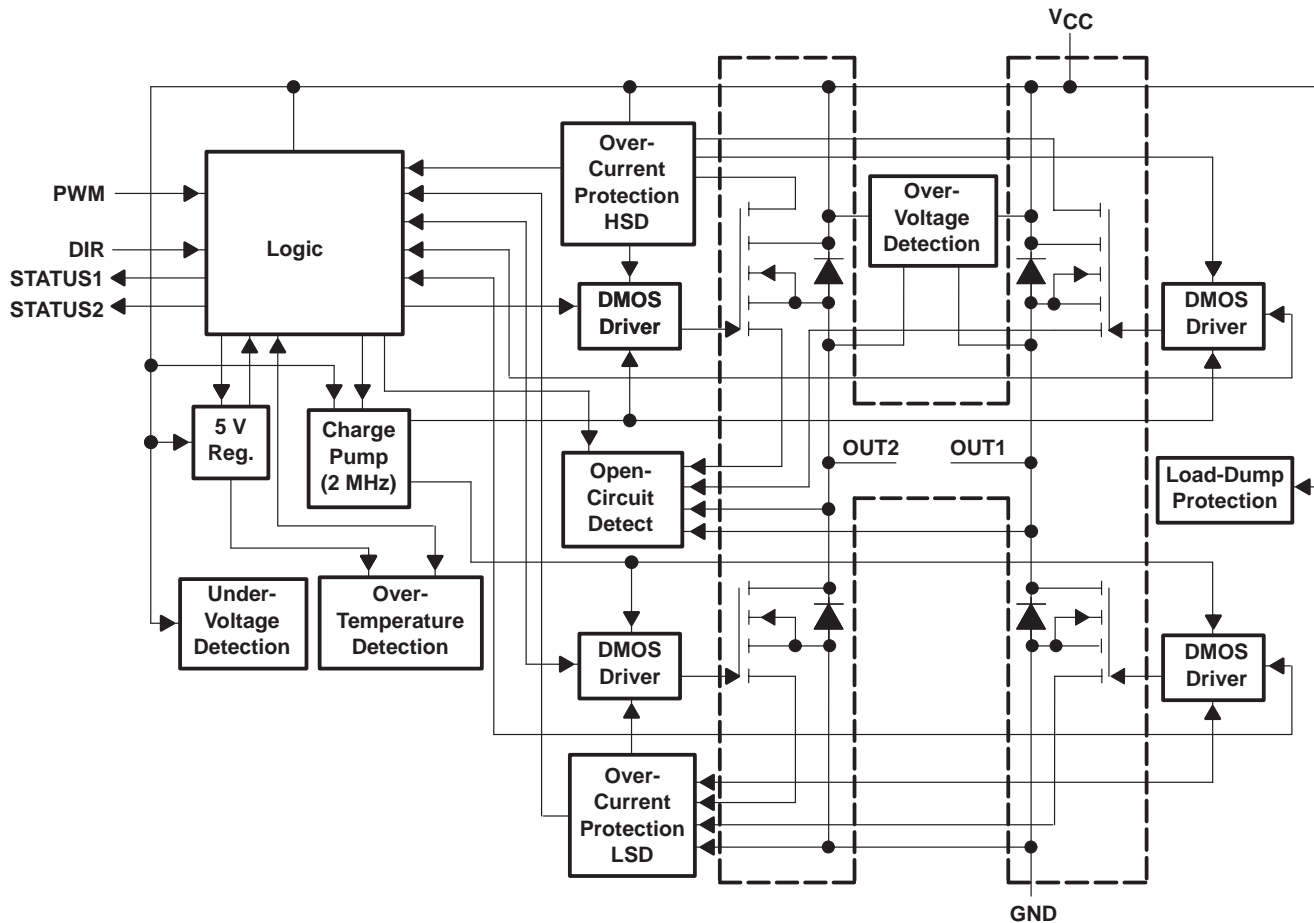 VCC
Over-
Current
Protection
HSD
PWM
DIR
STATUS1
STATUS2
Logic
Over-
Voltage
Detection
DMOS
Driver
DMOS
Driver
5 V
Reg.
Charge
Pump
(2 MHz)
Open-
Circuit
Detect
OUT2
OUT1
Load-Dump
Protection
Under-
Voltage
Detection
Over-
Temperature
Detection
DMOS
Driver
DMOS
Driver
Over-
Current
Protection
LSD
GND